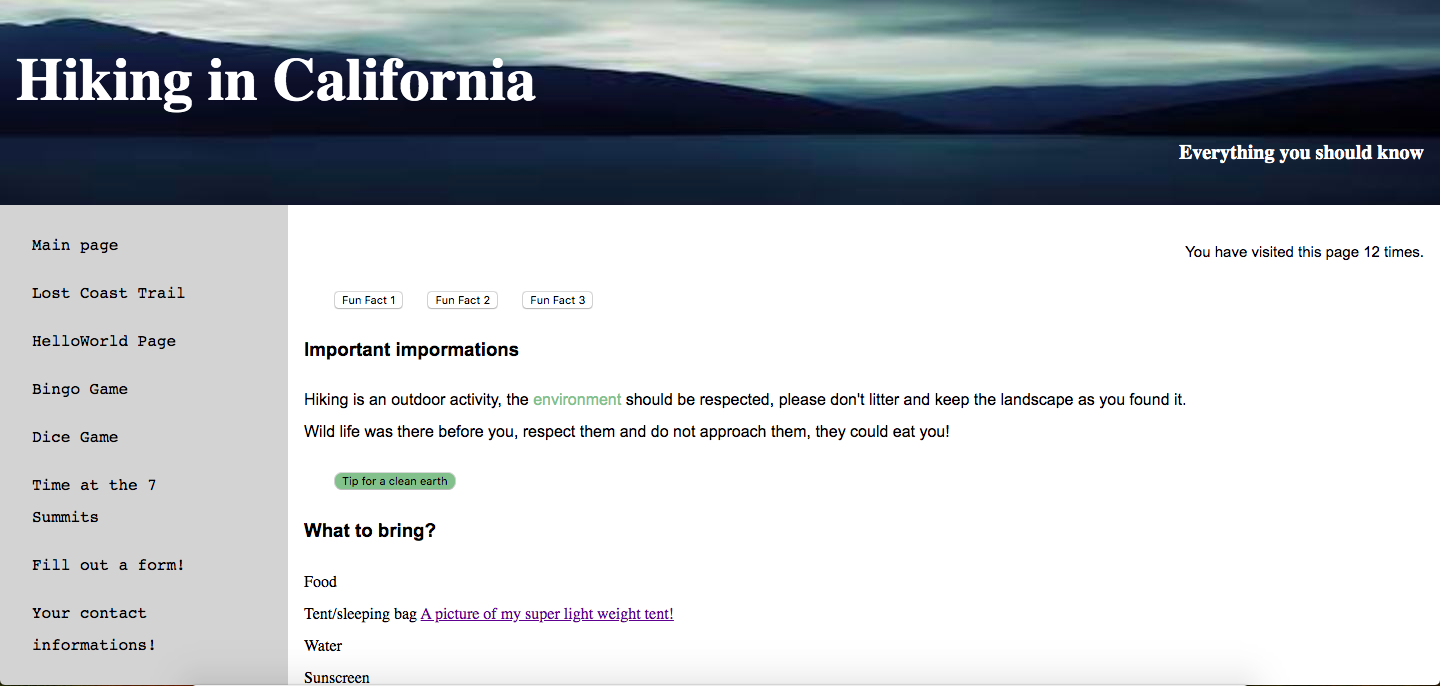 Hiking in California
Everything you should know
Main page
Lost Coast Trail
HelloWorld Page
Bingo Game
Dice Game
Time at the 7
Summits
Fill out a form!
Your contact
informations!
You have visited this page 12 times.
Fun Fact 1 Fun Fact 2 Fun Fact 3
Important impormations
Hiking is an outdoor activity, the environment should be respected, please don't litter and keep the landscape as you found it.
Wild life was there before you, respect them and do not approach them, they could eat you!
Tip for a clean earth
What to bring?
Food
Tent/sleeping bag A picture of my super light weight tent!
Water
Sunscreen